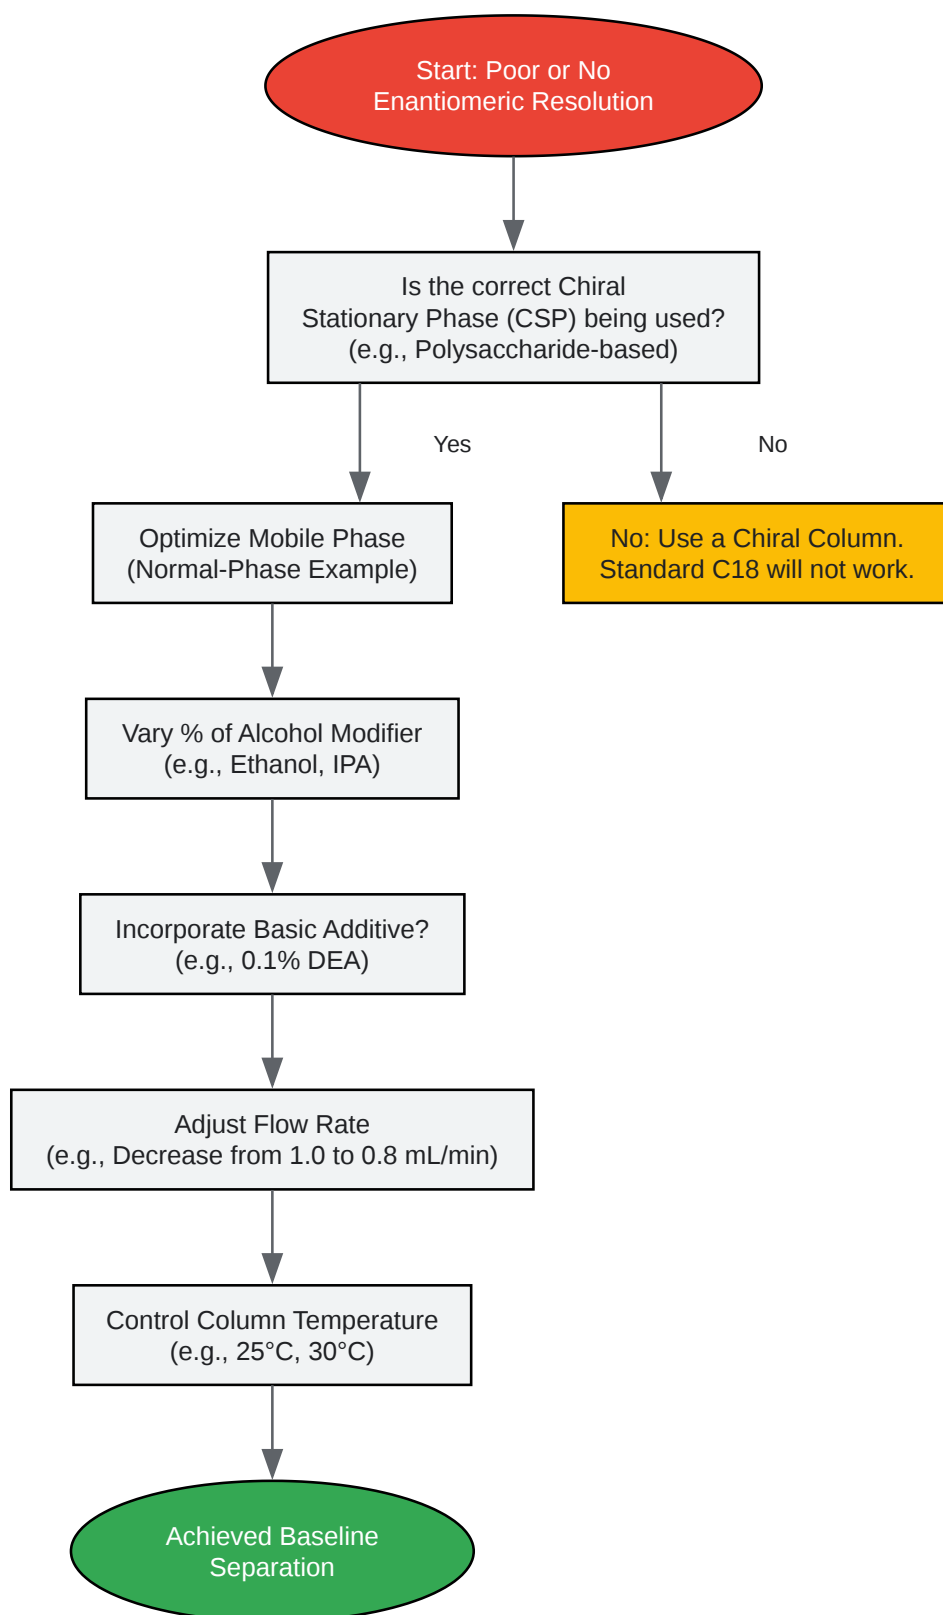 Start: Poor or No
Enantiomeric Resolution
Is the correct Chiral
Stationary Phase (CSP) being used?
(e.g., Polysaccharide-based)
Yes
No
Optimize Mobile Phase
(Normal-Phase Example)
No: Use a Chiral Column.
Standard C18 will not work.
Vary % of Alcohol Modifier
(e.g., Ethanol, IPA)
Incorporate Basic Additive?
(e.g., 0.1% DEA)
Adjust Flow Rate
(e.g., Decrease from 1.0 to 0.8 mL/min)
Control Column Temperature
(e.g., 25°C, 30°C)
Achieved Baseline
Separation